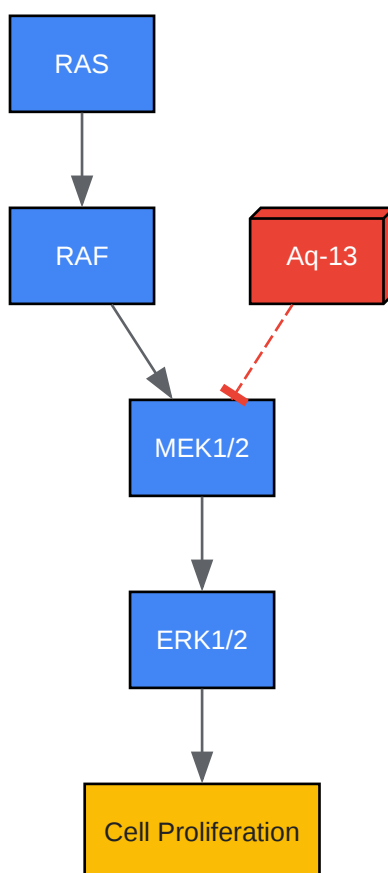 RAS
RAF
Aq-13
MEK1/2
ERK1/2
Cell Proliferation